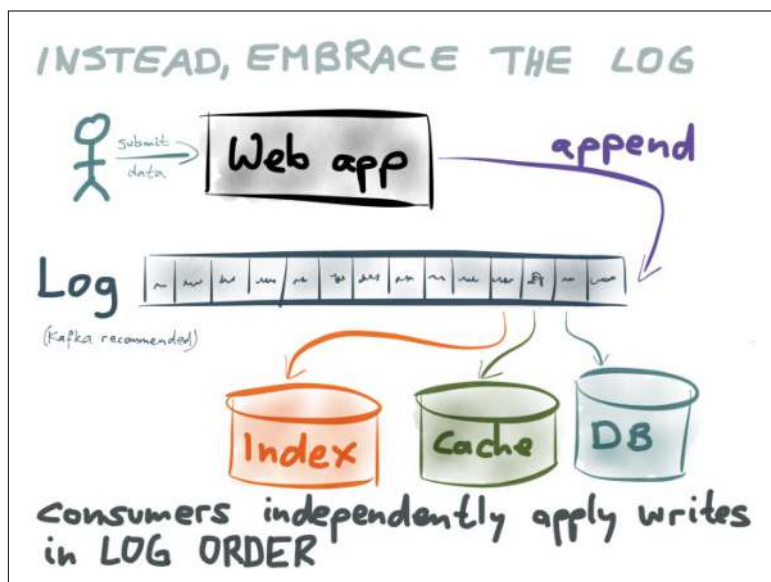 INSTEAD, EMBRACE THE LOG
submit
data
Web app
append
Log
(Kafka recommended)
Index
Cache
DB
Consumers independently apply writes
in LOG ORDER